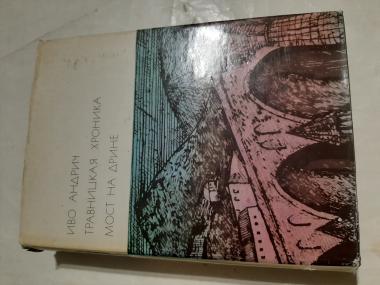 ИВО АНДРИЧ
ТРАВНИЦКАЯ ХРОНИКА
МОСТ НА ДРИНЕ